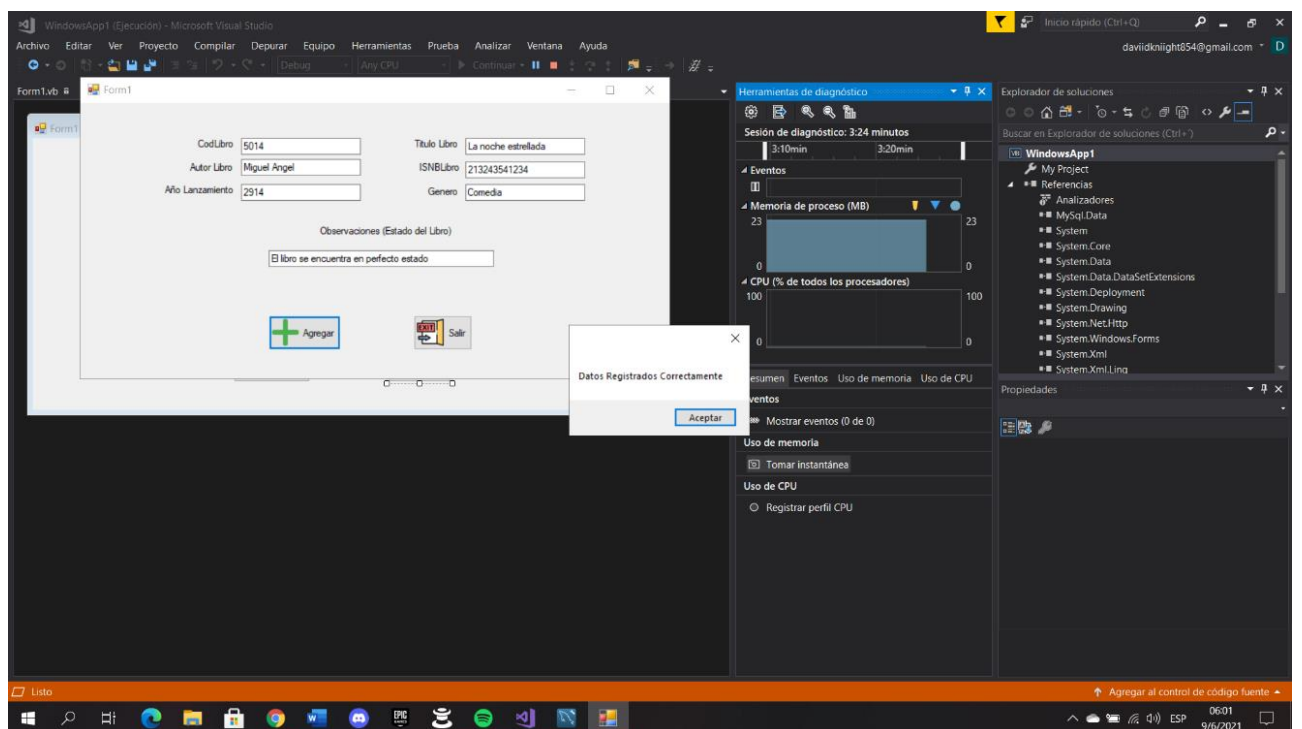 WindowsApp1 (Ejecución) - Microsoft Visual Studio
Inicio rápido (Ctrl+Q)
Archivo Editar Ver Proyecto Compilar Depurar Equipo Herramientas Prueba Analizar Ventana Ayuda
daviidkniight854@gmail.com D
Debug Any CPU Continuar
Form1.vb
Form1
Form1
CodLibro 5014
Titulo Libro La noche estrellada
Autor Libro Miguel Angel
ISNBLibro 213243541234
Año Lanzamiento 2914
Genero Comedia
Observaciones (Estado del Libro)
El libro se encuentra en perfecto estado
Agregar
EXIT Salir
Datos Registrados Correctamente
Aceptar
Herramientas de diagnóstico
Sesión de diagnóstico: 3:24 minutos
3:10min 3:20min
Eventos
Memoria de proceso (MB)
23 23
0 0
CPU (% de todos los procesadores)
100 100
0 0
esumen Eventos Uso de memoria Uso de CPU
ventos
Mostrar eventos (0 de 0)
Uso de memoria
Tomar instantánea
Uso de CPU
Registrar perfil CPU
Explorador de soluciones
Buscar en Explorador de soluciones (Ctrl+´)
VB WindowsApp1
My Project
Referencias
Analizadores
MySql.Data
System
System.Core
System.Data
System.Data.DataSetExtensions
System.Deployment
System.Drawing
System.Net.Http
System.Windows.Forms
System.Xml
System.Xml.Linq
Propiedades
Listo
Agregar al control de código fuente
EPIC
ESP
06:01
9/6/2021